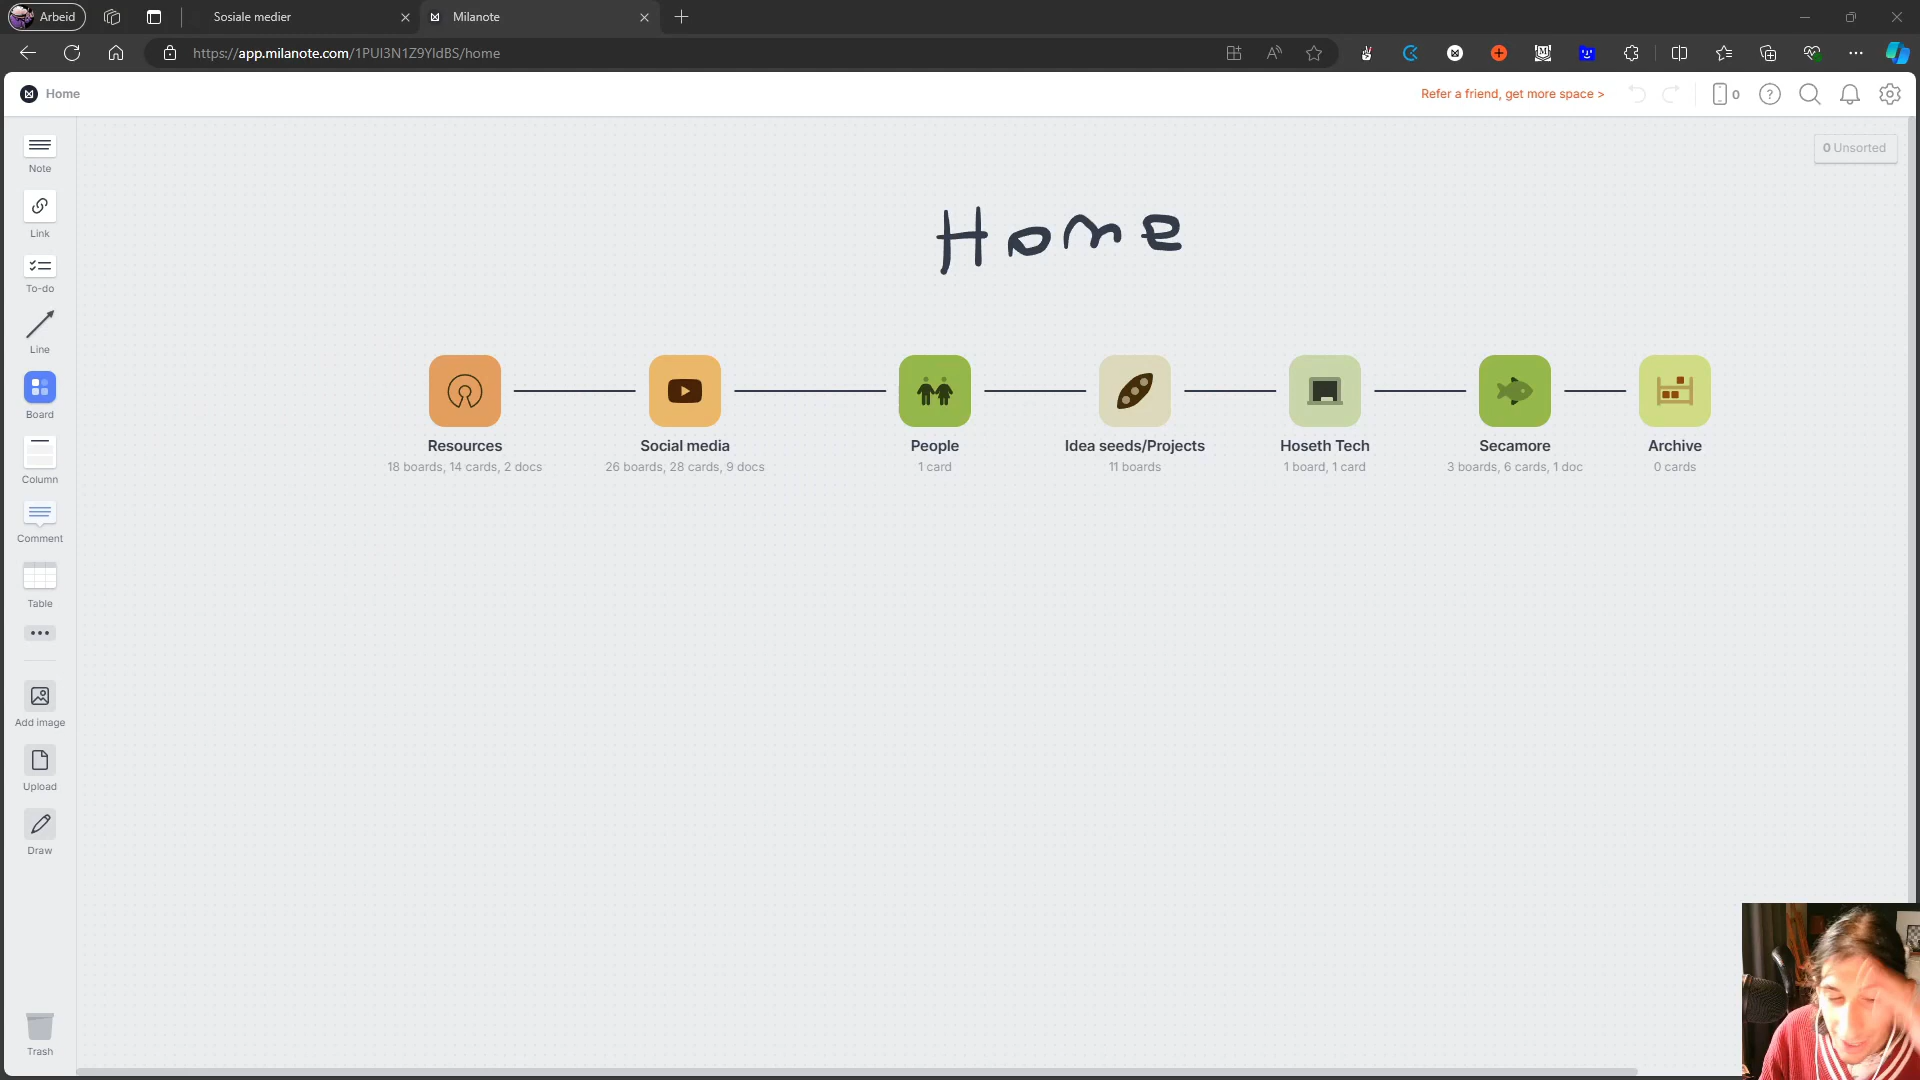 Arbeid
Sosiale medier
Milanote
https://app.milanote.com/1PUI3N1Z9YldBS/home
Home
Refer a friend, get more space >
0
0 Unsorted
Note
Link
To-do
Line
Board
Column
Comment
Table
Add image
Upload
Draw
Trash
Home
Resources
18 boards, 14 cards, 2 docs
Social media
26 boards, 28 cards, 9 docs
People
1 card
Idea seeds/Projects
11 boards
Hoseth Tech
1 board, 1 card
Secamore
3 boards, 6 cards, 1 doc
Archive
0 cards